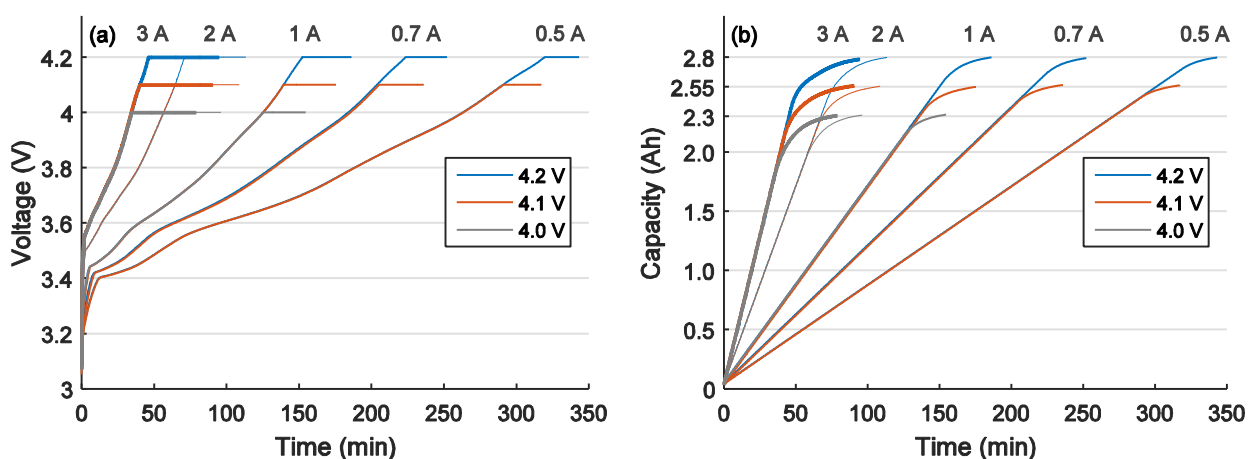 (a) 3 A 2 A 1 A 0.7 A 0.5 A
4.2
4
3.8
3.6
3.4
3.2
3
Voltage (V)
4.2 V
4.1 V
4.0 V
0 50 100 150 200 250 300 350
Time (min)
(b) 3 A 2 A 1 A 0.7 A 0.5 A
2.8
2.55
2.3
2.0
1.5
1.0
0.5
0
Capacity (Ah)
4.2 V
4.1 V
4.0 V
0 50 100 150 200 250 300 350
Time (min)